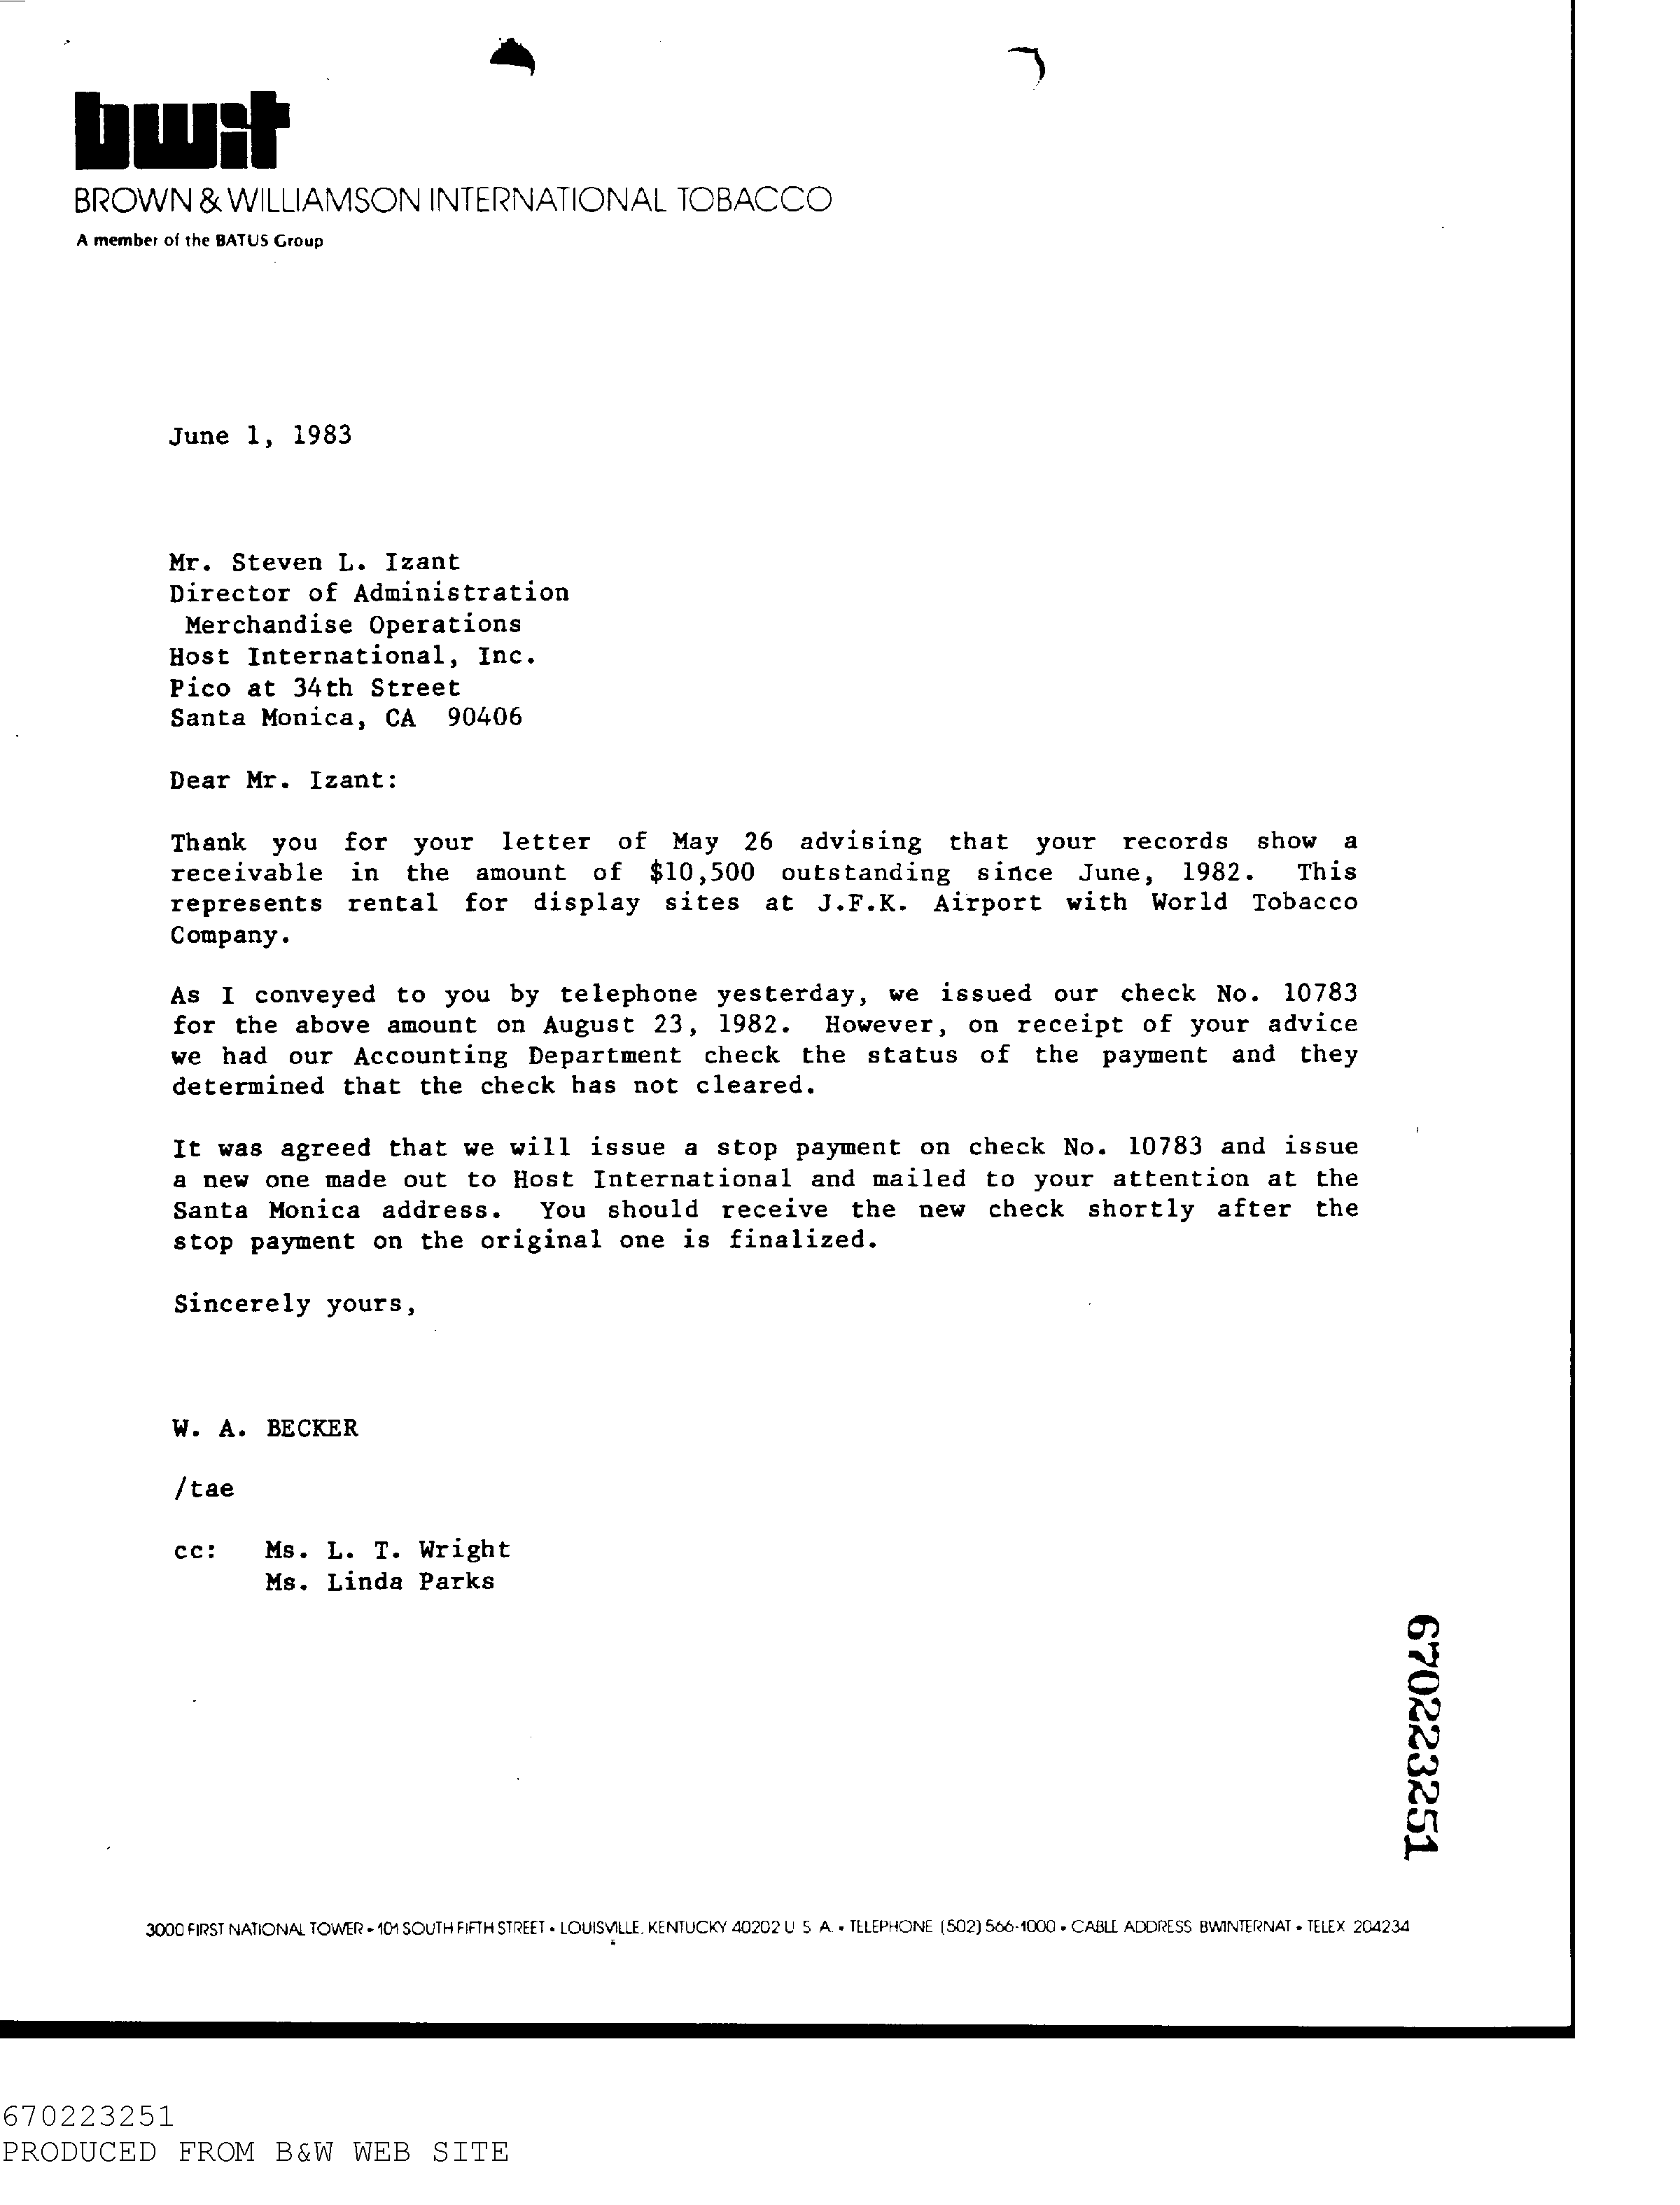 bwit
BROWN & WILLIAMSON INTERNATIONAL TOBACCO
A member of the BATUS Group
June 1, 1983
Mr. Steven L. Izant
Director of Administration
Merchandise Operations
Host International, Inc.
Pico at 34th Street
Santa Monica, CA 90406
Dear Mr. Izant:
Thank you for your letter of May 26 advising that your records show a
receivable in the amount of $10,500 outstanding since June, 1982. This
represents rental for display sites at J.F.K. Airport with World Tobacco
Company.
As I conveyed to you by telephone yesterday, we issued our check No. 10783
for the above amount on August 23, 1982. However, on receipt of your advice
we had our Accounting Department check the status of the payment and they
determined that the check has not cleared.
It was agreed that we will issue a stop payment on check No. 10783 and issue
a new one made out to Host International and mailed to your attention at the
Santa Monica address. You should receive the new check shortly after the
stop payment on the original one is finalized.
Sincerely yours,
W. A. BECKER
/tae
cc: Ms. L. T. Wright
Ms. Linda Parks
670223251
3000 FIRST NATIONAL TOWER • 101 SOUTH FIFTH STREET • LOUISVILLE, KENTUCKY 40202 U S A. • TELEPHONE (502) 566-1000 • CABLE ADDRESS BWINTERNAT • TELEX 204234
670223251
PRODUCED FROM B&W WEB SITE